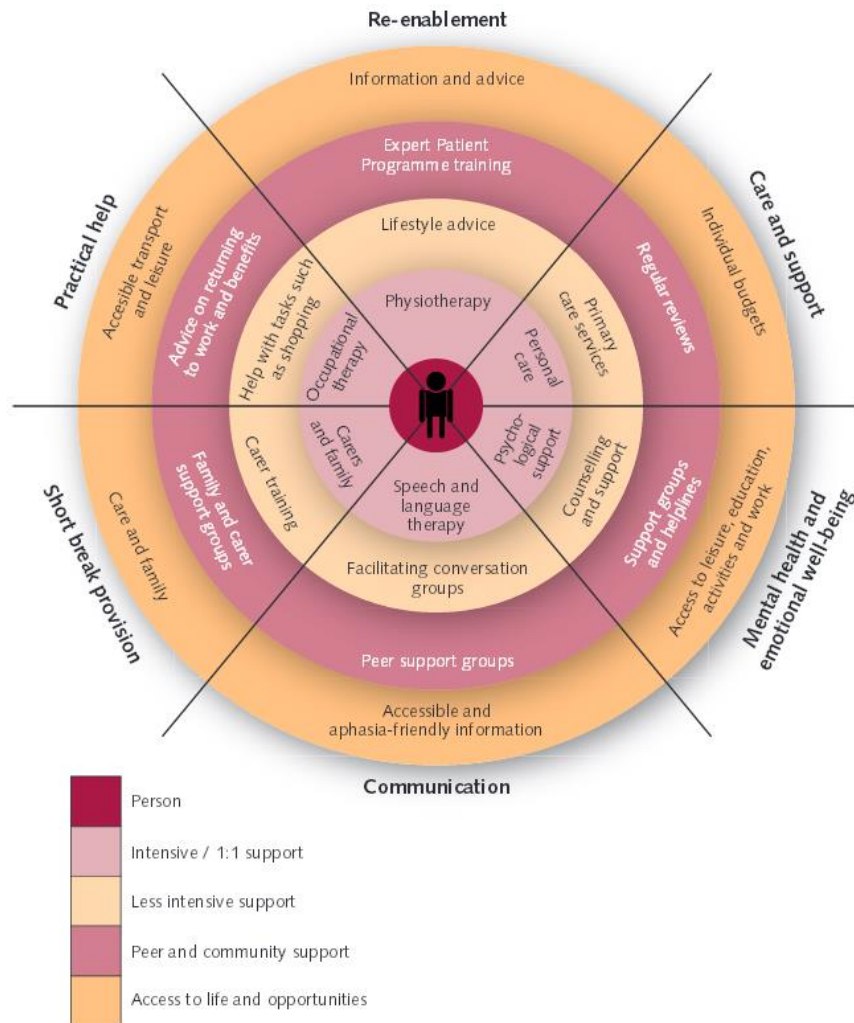 Re-enablement
Information and advice
Expert Patient
Programme training
Lifestyle advice
Physiotherapy
Practical help
Accesible transport
and leisure
Advice on returning
to work and benefits
Help with tasks such
as shopping
Occupational
therapy
Care and support
Individual budgets
Regular reviews
Primary
care services
Personal
care
Short break provision
Care and family
Family and carer
support groups
Carer training
Carers
and family
Mental health and
emotional well-being
Access to leisure, education,
activities and work
Support groups
and helplines
Counselling
and support
Psycho-
logical
support
Speech and
language
therapy
Facilitating conversation
groups
Peer support groups
Accessible and
aphasia-friendly information
Communication
Person
Intensive / 1:1 support
Less intensive support
Peer and community support
Access to life and opportunities